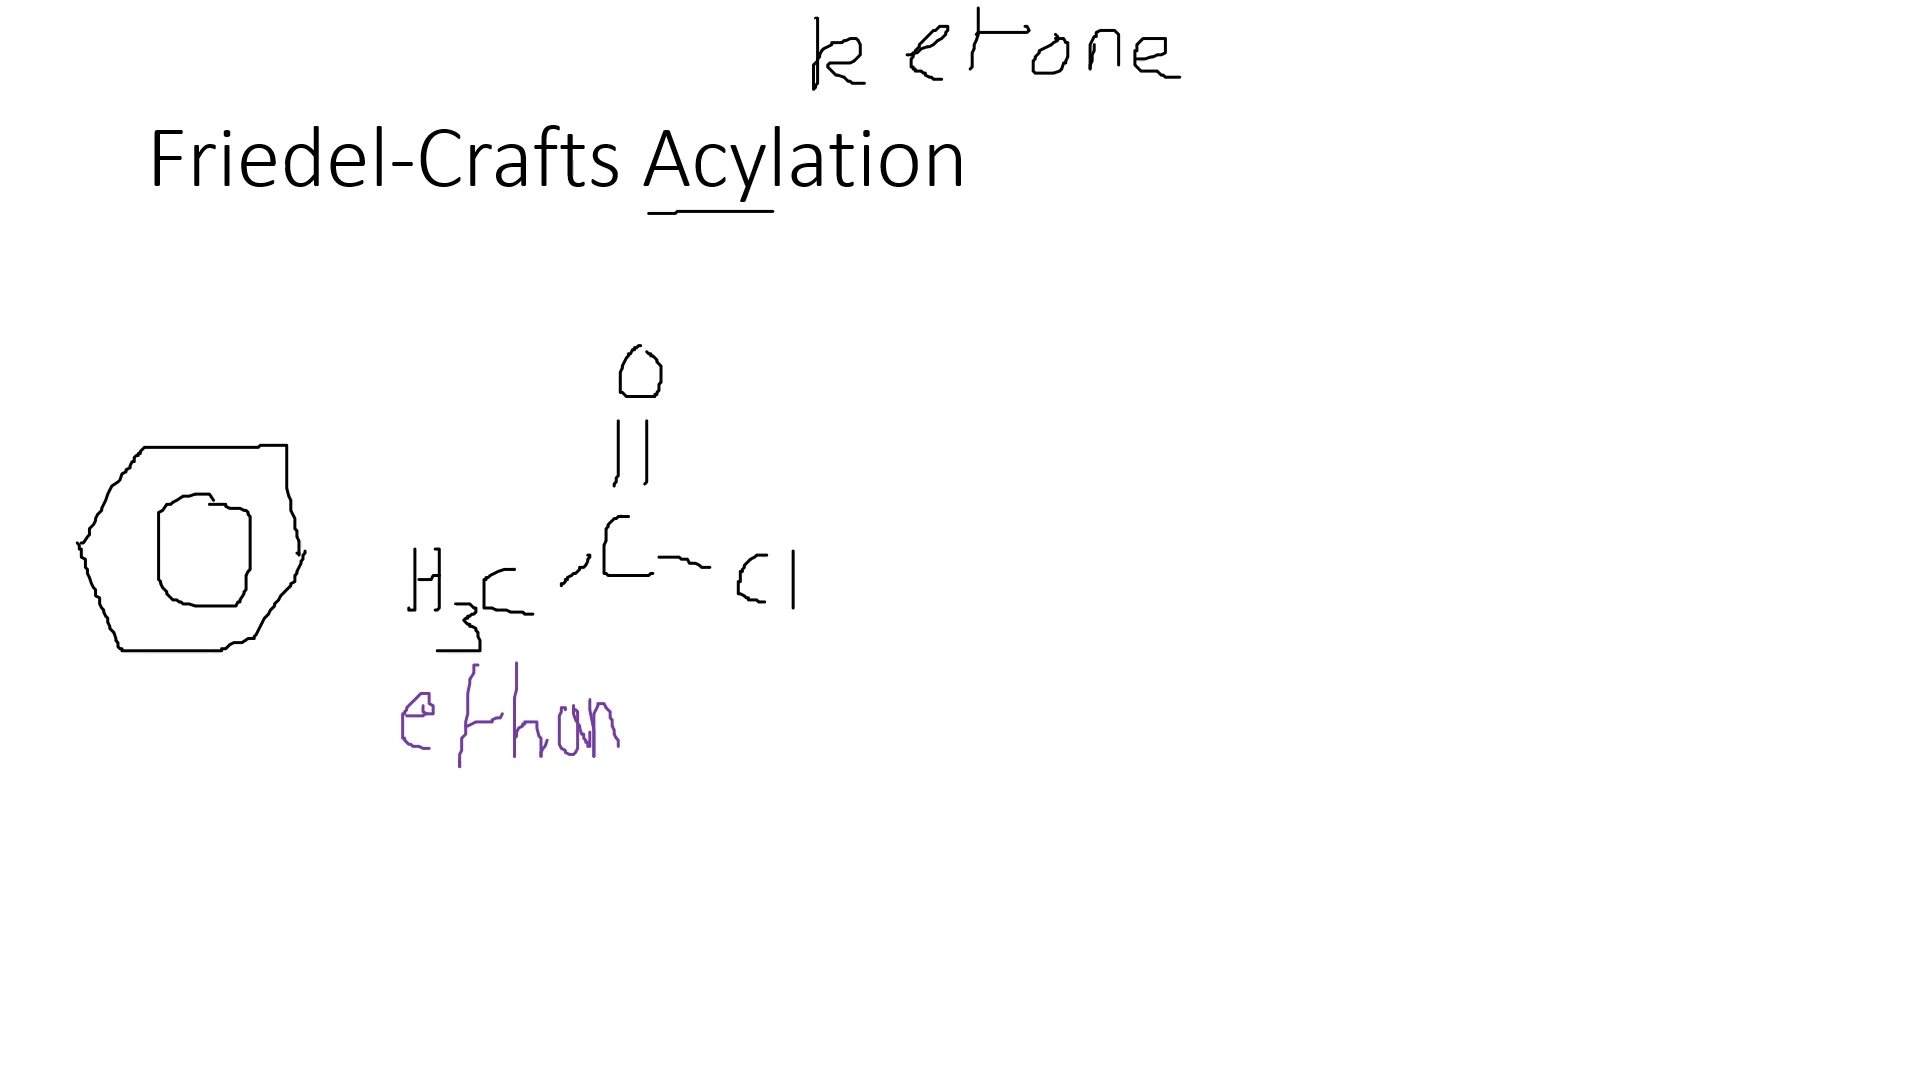 ketone
Friedel-Crafts Acylation
O
H3C C Cl
ethan